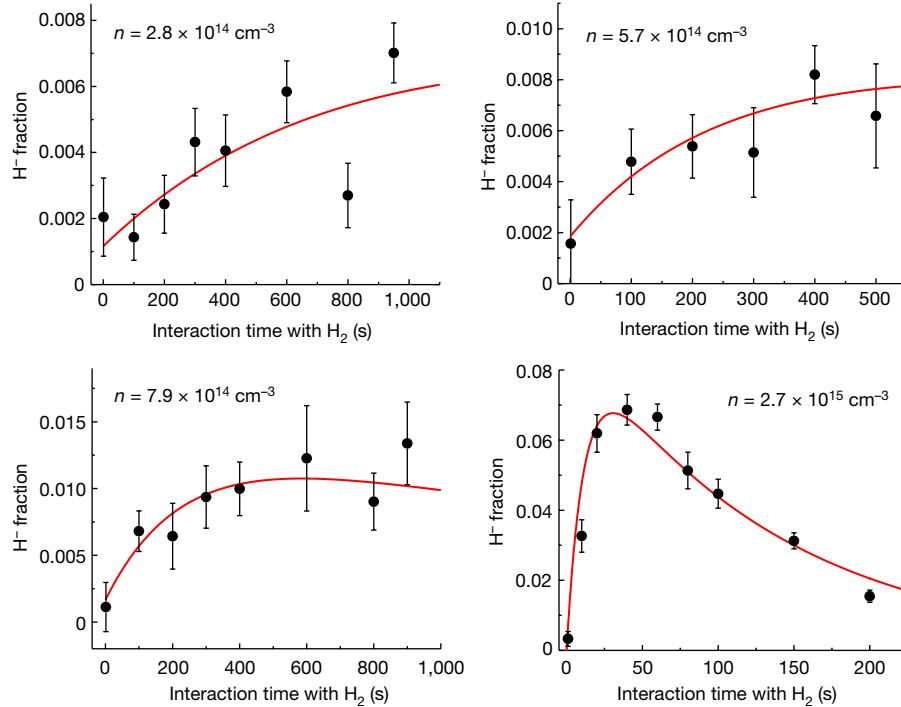 n = 2.8 × 10¹⁴ cm⁻³
H⁻ fraction
0.008
0.006
0.004
0.002
0
0 200 400 600 800 1,000
Interaction time with H₂ (s)
n = 5.7 × 10¹⁴ cm⁻³
H⁻ fraction
0.010
0.008
0.006
0.004
0.002
0
0 100 200 300 400 500
Interaction time with H₂ (s)
n = 7.9 × 10¹⁴ cm⁻³
H⁻ fraction
0.015
0.010
0.005
0
0 200 400 600 800 1,000
Interaction time with H₂ (s)
n = 2.7 × 10¹⁵ cm⁻³
H⁻ fraction
0.08
0.06
0.04
0.02
0.00
0 50 100 150 200
Interaction time with H₂ (s)